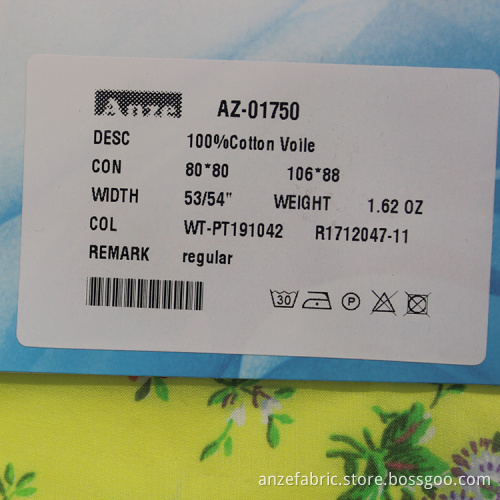 Anze AZ-01750
DESC 100%Cotton Voile
CON 80*80 106*88
WIDTH 53/54" WEIGHT 1.62 OZ
COL WT-PT191042 R1712047-11
REMARK regular
30 P
anzefabric.store.bossgoo.com